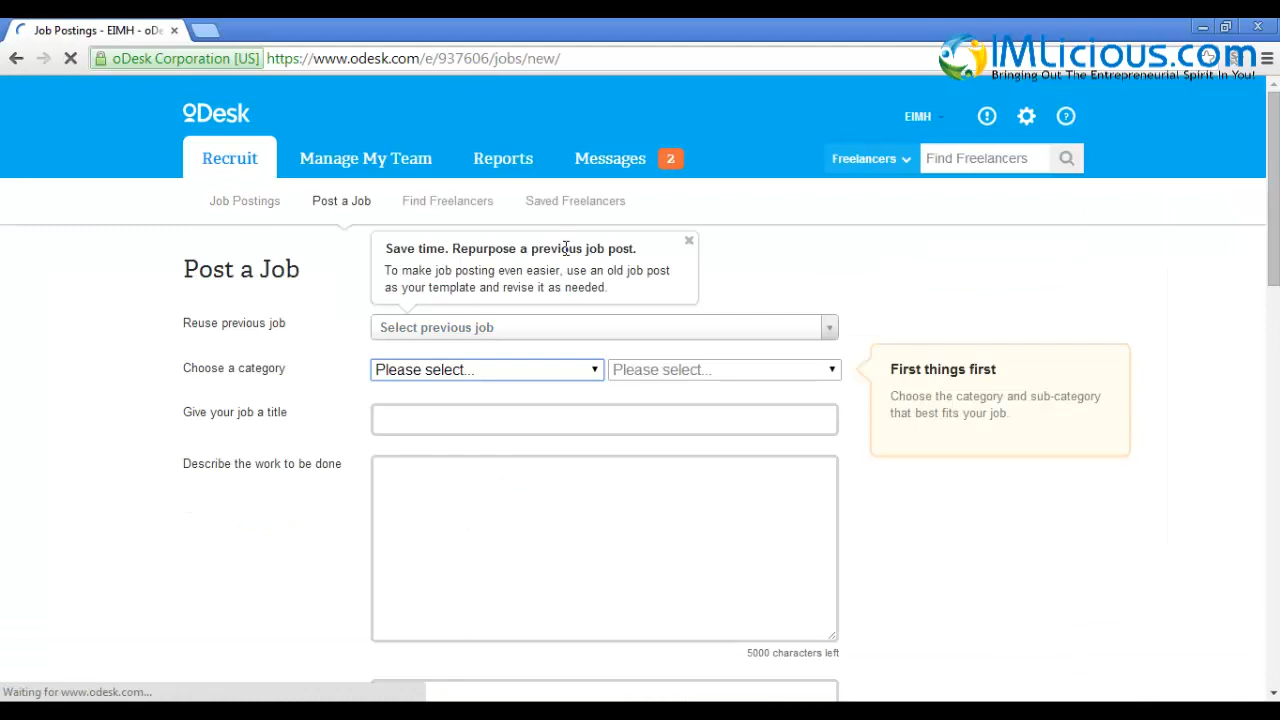 Job Postings - EIMH - oDe
oDesk Corporation [US] https://www.odesk.com/e/937606/jobs/new/
IMLicious.com
Bringing Out The Entrepreneurial Spirit In You!
oDesk
EIMH
Recruit Manage My Team Reports Messages 2 Freelancers Find Freelancers
Job Postings Post a Job Find Freelancers Saved Freelancers
Save time. Repurpose a previous job post.
To make job posting even easier, use an old job post
as your template and revise it as needed.
Post a Job
Reuse previous job Select previous job
Choose a category Please select... Please select...
First things first
Choose the category and sub-category
that best fits your job.
Give your job a title
Describe the work to be done
5000 characters left
Waiting for www.odesk.com...